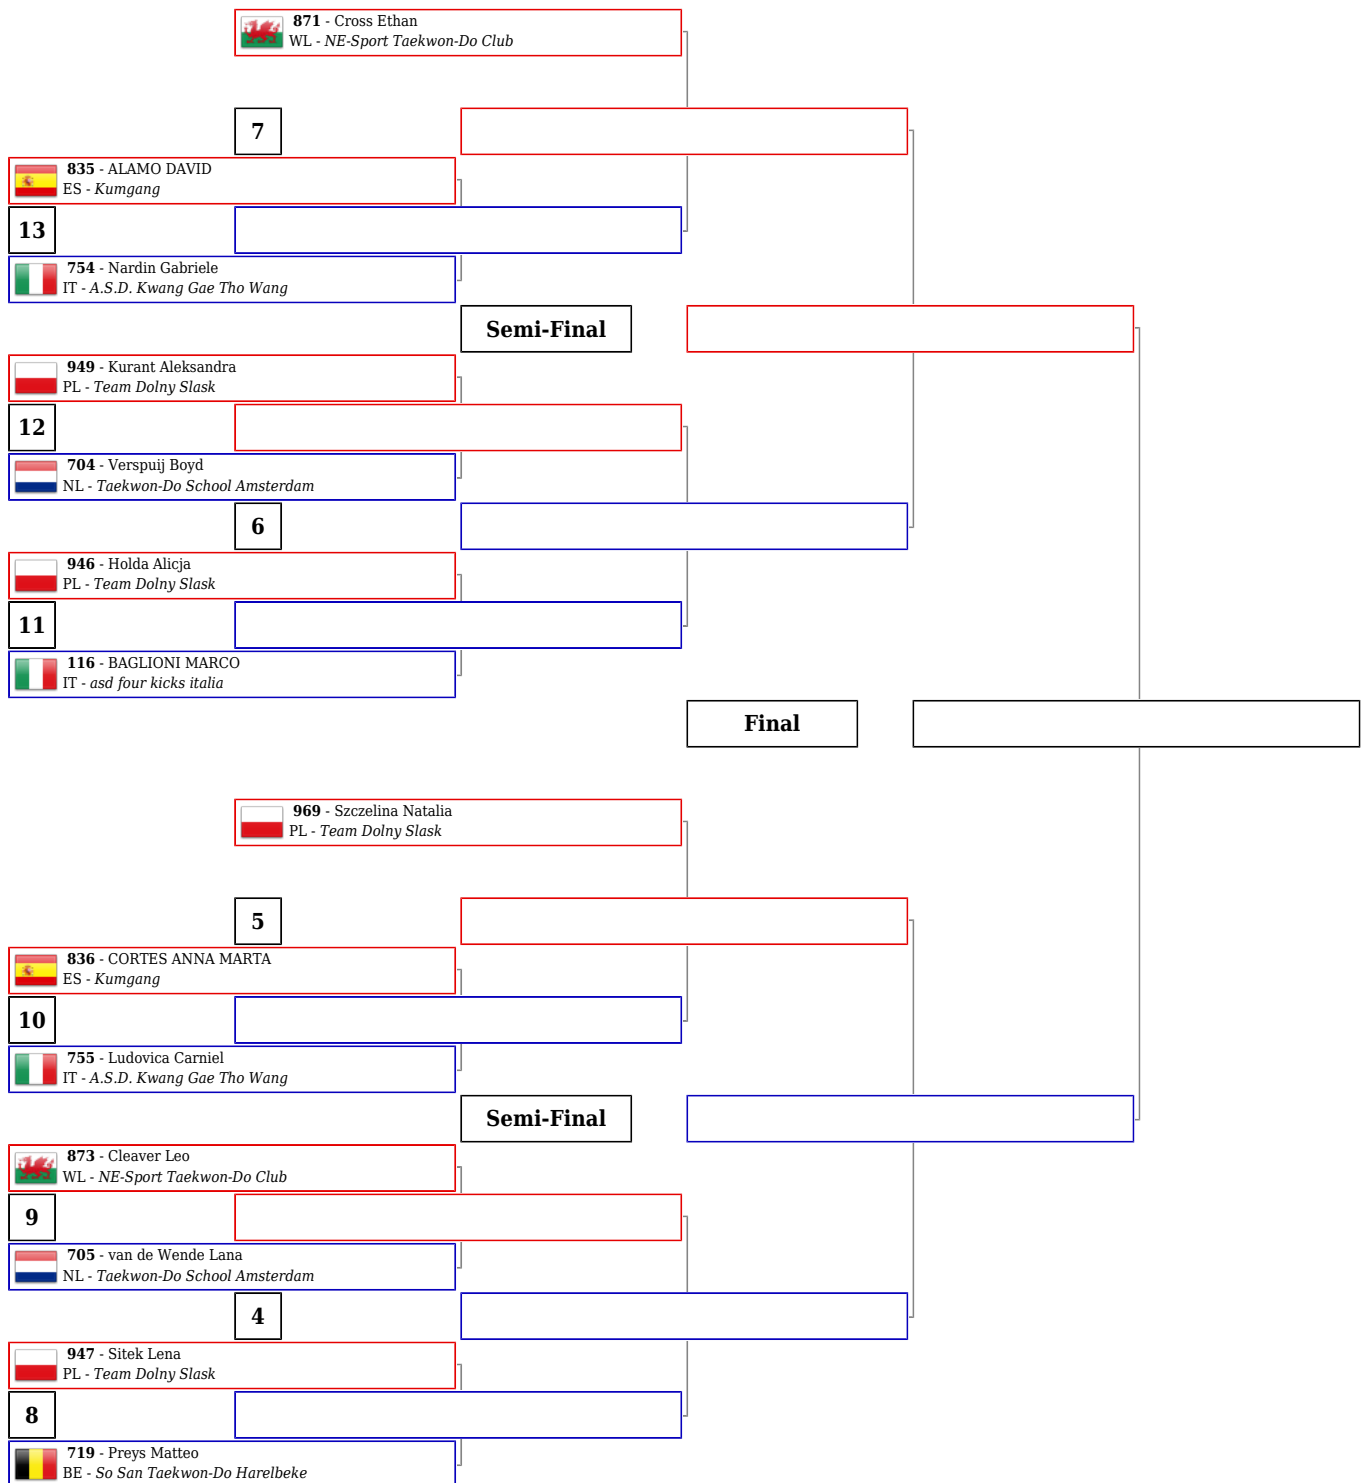 871 - Cross Ethan
WL - NE-Sport Taekwon-Do Club
7
835 - ALAMO DAVID
ES - Kumgang
13
754 - Nardin Gabriele
IT - A.S.D. Kwang Gae Tho Wang
Semi-Final
949 - Kurant Aleksandra
PL - Team Dolny Slask
12
704 - Verspuij Boyd
NL - Taekwon-Do School Amsterdam
6
946 - Holda Alicja
PL - Team Dolny Slask
11
116 - BAGLIONI MARCO
IT - asd four kicks italia
Final
969 - Szczelina Natalia
PL - Team Dolny Slask
5
836 - CORTES ANNA MARTA
ES - Kumgang
10
755 - Ludovica Carniel
IT - A.S.D. Kwang Gae Tho Wang
Semi-Final
873 - Cleaver Leo
WL - NE-Sport Taekwon-Do Club
9
705 - van de Wende Lana
NL - Taekwon-Do School Amsterdam
4
947 - Sitek Lena
PL - Team Dolny Slask
8
719 - Preys Matteo
BE - So San Taekwon-Do Harelbeke